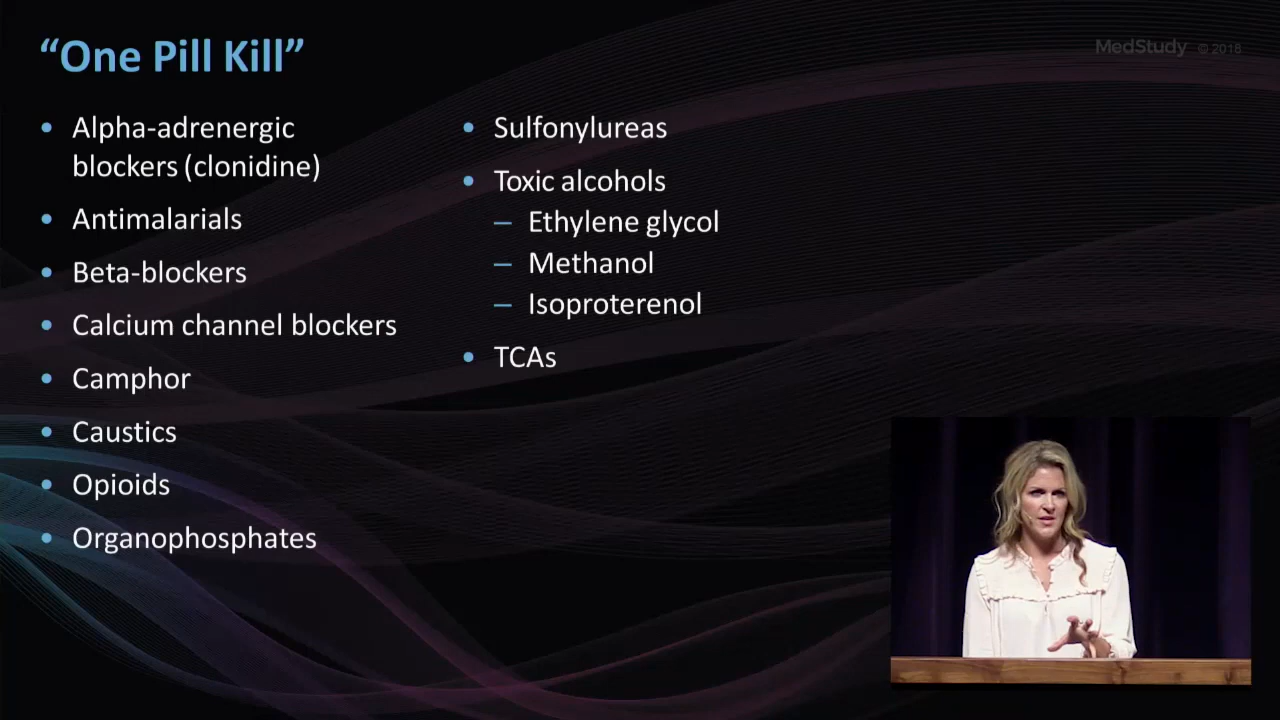 “One Pill Kill”
MedStudy © 2018
• Alpha-adrenergic
blockers (clonidine)
• Antimalarials
• Beta-blockers
• Calcium channel blockers
• Camphor
• Caustics
• Opioids
• Organophosphates
• Sulfonylureas
• Toxic alcohols
– Ethylene glycol
– Methanol
– Isoproterenol
• TCAs